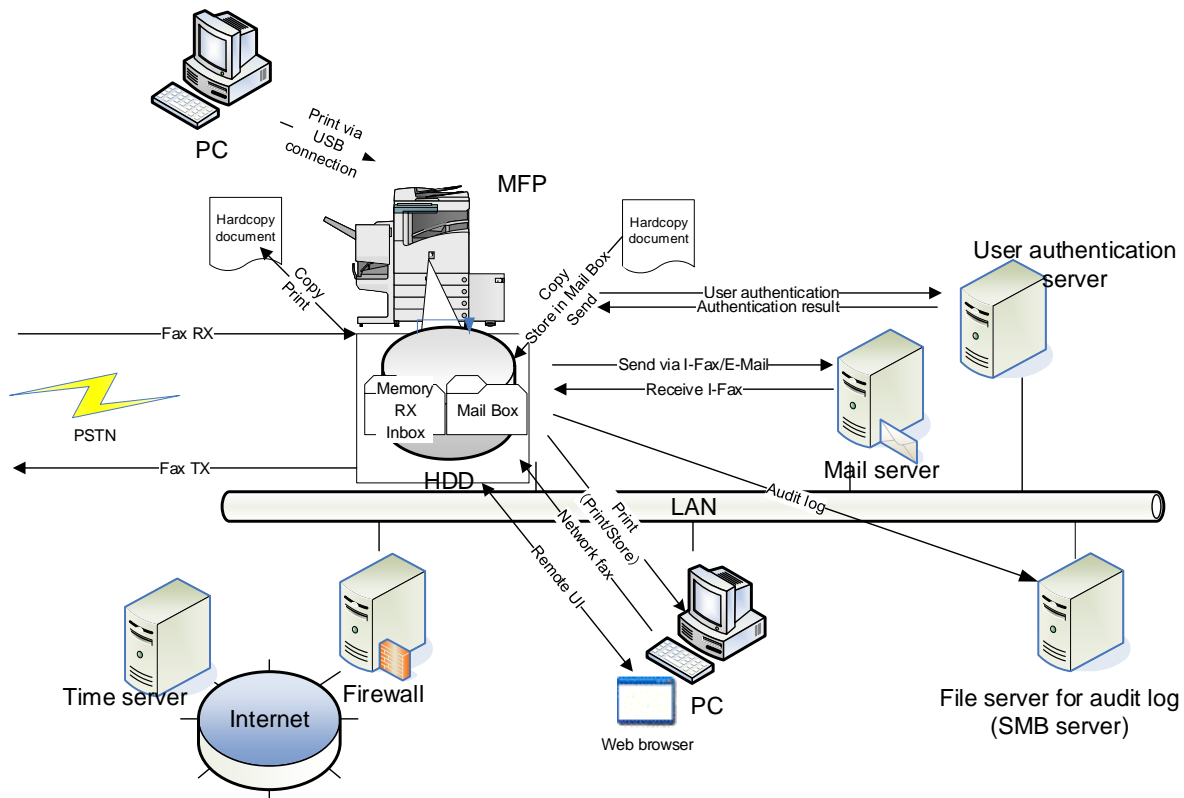 PC
Print via
USB
connection
MFP
Hardcopy
document
Hardcopy
document
User authentication
server
Copy
Print
Copy
Store in Mail Box
Send
User authentication
Authentication result
Fax RX
Send via I-Fax/E-Mail
Receive I-Fax
Memory
RX
Inbox
Mail Box
PSTN
Fax TX
HDD
Mail server
LAN
Audit log
Print
(Print/Store)
Network fax
Remote UI
Time server
Firewall
Internet
PC
Web browser
File server for audit log
(SMB server)